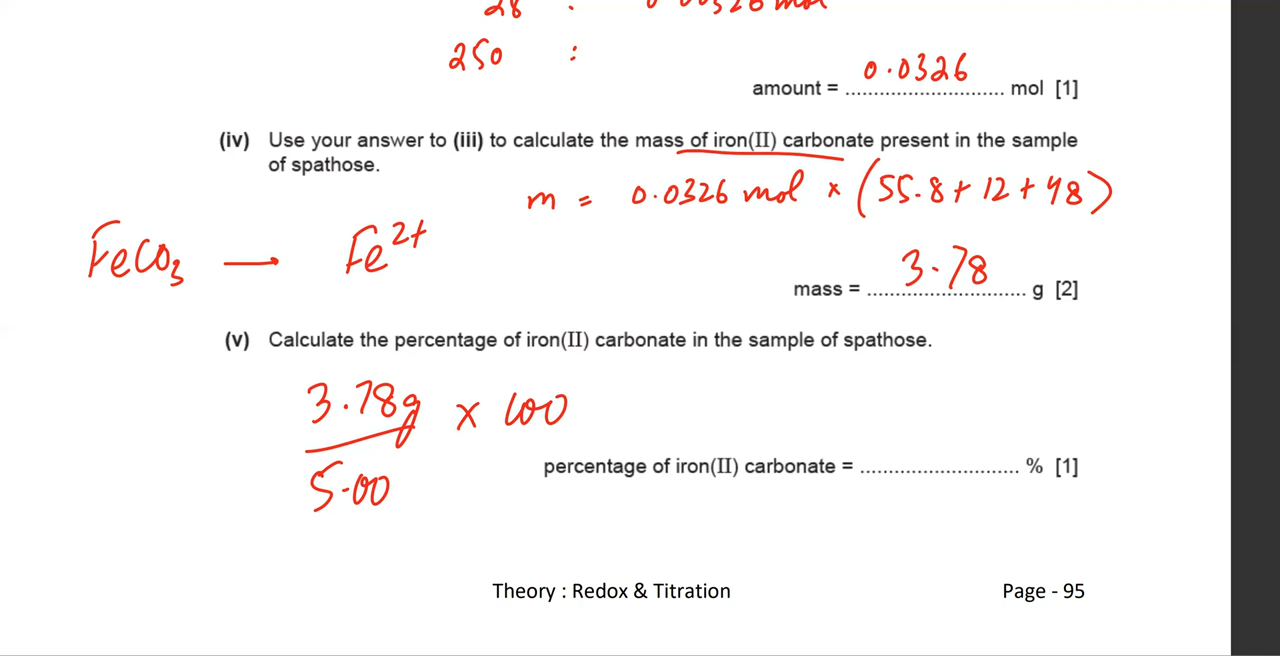 250 :
0.0326
amount = ........................... mol [1]
(iv) Use your answer to (iii) to calculate the mass of iron(II) carbonate present in the sample
of spathose.
m = 0.0326 mol × (55.8 + 12 + 48)
FeCO3 → Fe2+
3.78
mass = ........................... g [2]
(v) Calculate the percentage of iron(II) carbonate in the sample of spathose.
3.78g × 100
5.00
percentage of iron(II) carbonate = ........................... % [1]
Theory : Redox & Titration Page - 95